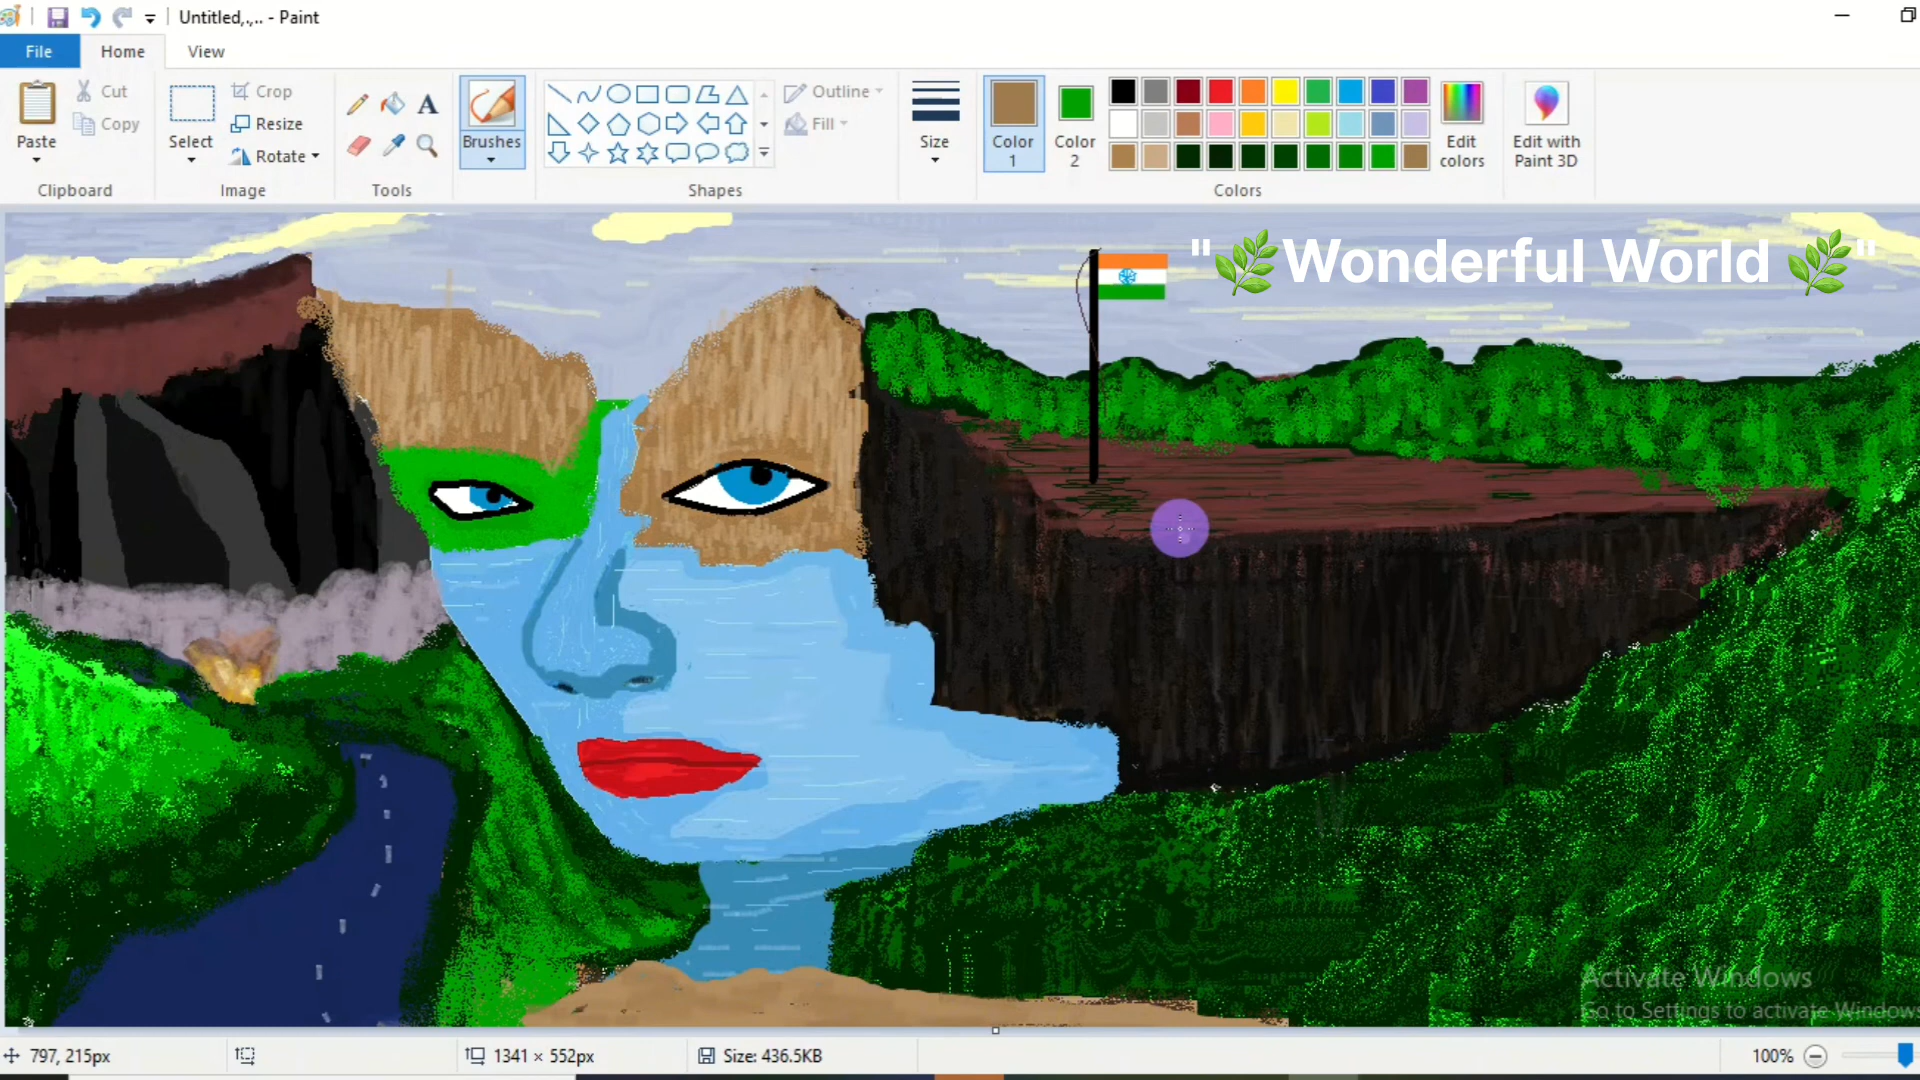 Untitled,.,.. - Paint
File Home View
Cut
Copy
Paste
Clipboard
Select
Crop
Resize
Rotate
Image
A
Tools
Brushes
Outline
Fill
Shapes
Size
Color
1
Color
2
Edit
colors
Edit with
Paint 3D
Colors
"🌿Wonderful World 🌿"
Activate Windows
Go to Settings to activate Windows
797, 215px
1341 × 552px
Size: 436.5KB
100%